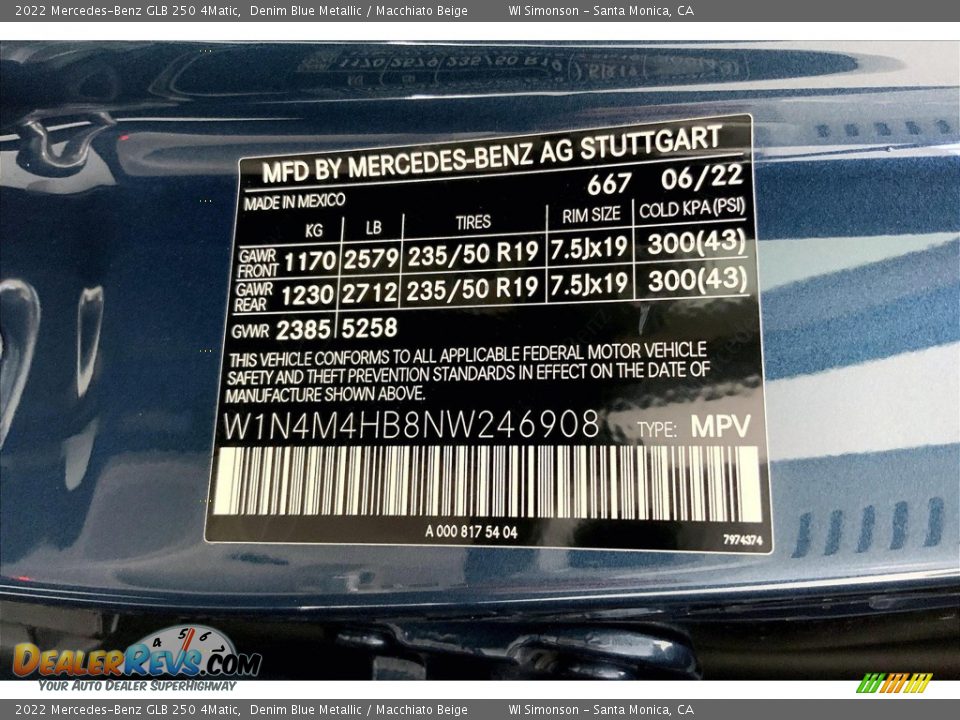 2022 Mercedes-Benz GLB 250 4Matic, Denim Blue Metallic / Macchiato Beige WI Simonson - Santa Monica, CA
MFD BY MERCEDES-BENZ AG STUTTGART
667 06/22
MADE IN MEXICO
KG LB TIRES RIM SIZE COLD KPA (PSI)
GAWR FRONT 1170 2579 235/50 R19 7.5Jx19 300(43)
GAWR REAR 1230 2712 235/50 R19 7.5Jx19 300(43)
GVWR 2385 5258
THIS VEHICLE CONFORMS TO ALL APPLICABLE FEDERAL MOTOR VEHICLE
SAFETY AND THEFT PREVENTION STANDARDS IN EFFECT ON THE DATE OF
MANUFACTURE SHOWN ABOVE.
W1N4M4HB8NW246908 TYPE: MPV
A 000 817 54 04
7974374
4 5 6
DEALERREVS.COM
YOUR AUTO DEALER SUPERHIGHWAY
2022 Mercedes-Benz GLB 250 4Matic, Denim Blue Metallic / Macchiato Beige WI Simonson - Santa Monica, CA